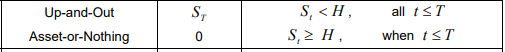 Up-and-Out S_T S_t < H , all t ≤ T
Asset-or-Nothing 0 S_t ≥ H , when t ≤ T